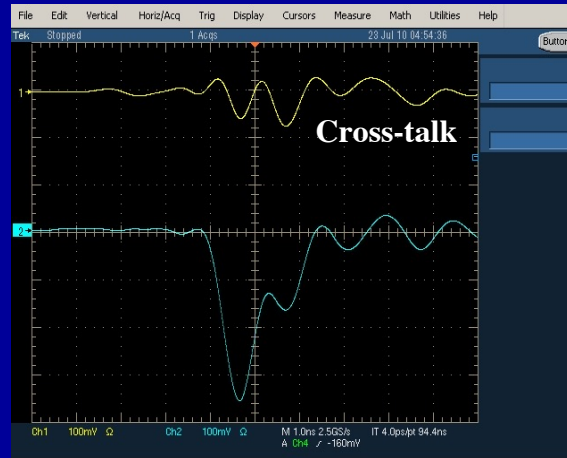 File Edit Vertical Horiz/Acq Trig Display Cursors Measure Math Utilities Help
Tek Stopped 1 Acqs 23 Jul 10 04:54:36
Button
1
Cross-talk
2
Ch1 100mV Ω Ch2 100mV Ω M 1.0ns 2.5GS/s IT 4.0ps/pt 94.4ns
A Ch4 -160mV